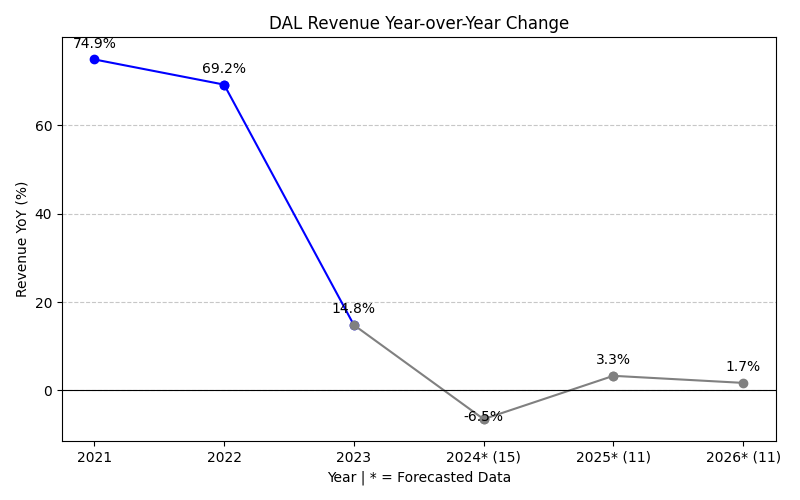 DAL Revenue Year-over-Year Change
74.9%
69.2%
14.8%
-6.5%
3.3%
1.7%
Revenue YoY (%)
60
40
20
0
2021 2022 2023 2024* (15) 2025* (11) 2026* (11)
Year | * = Forecasted Data